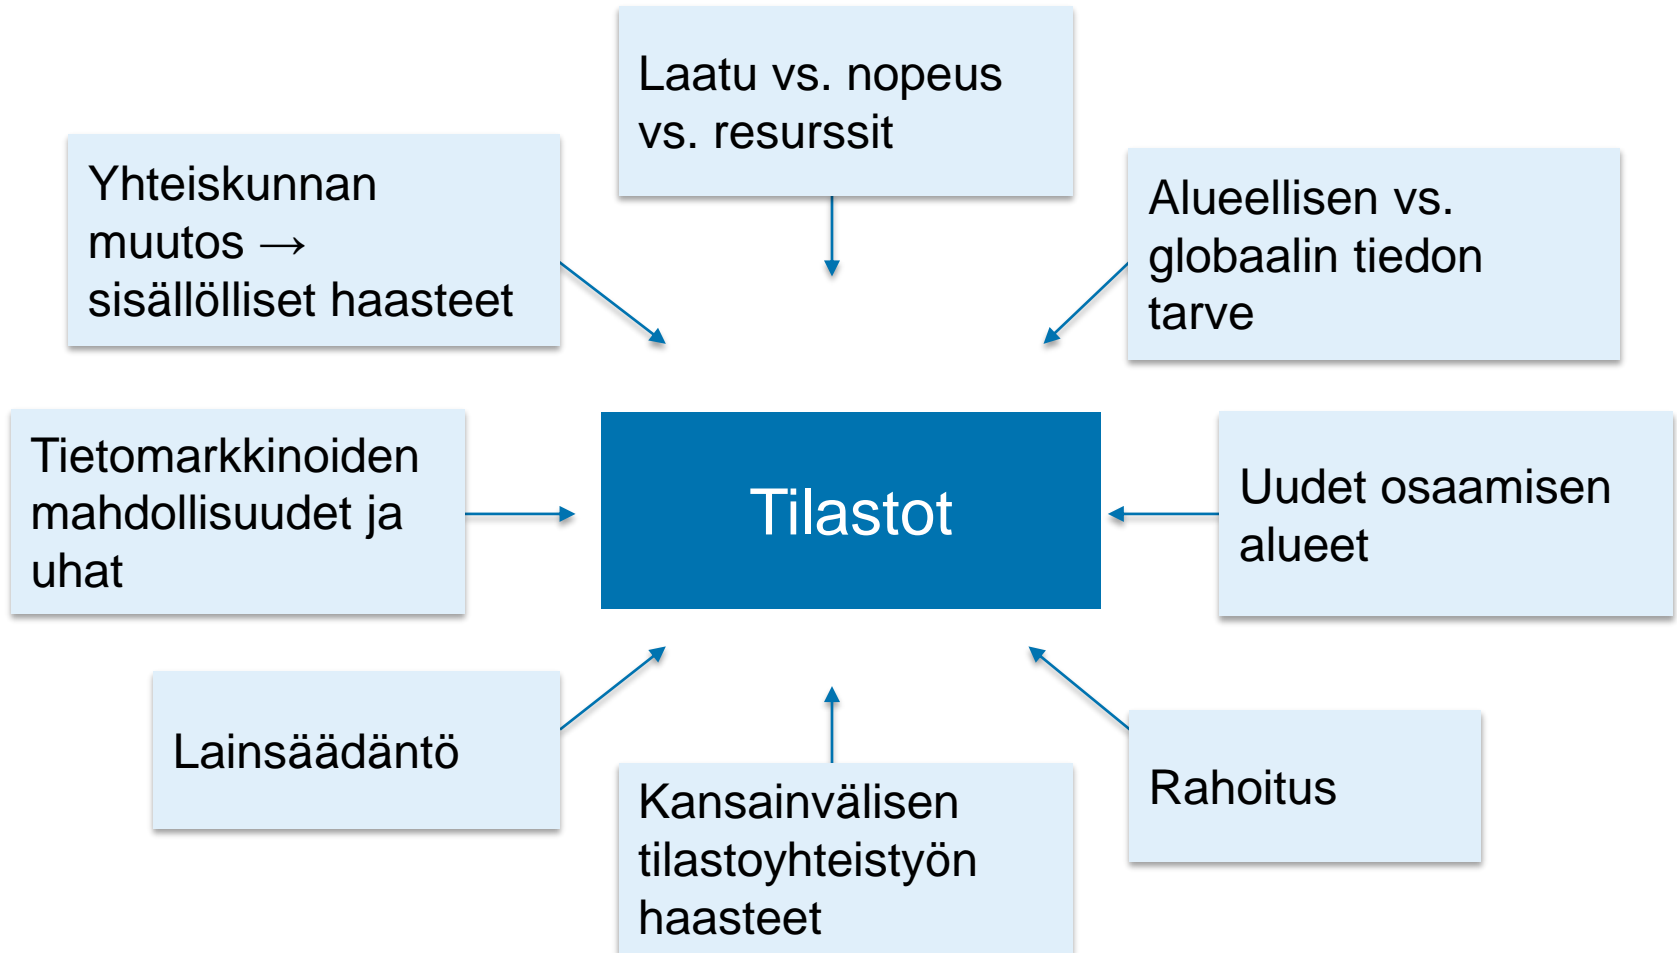 Laatu vs. nopeus
vs. resurssit
Yhteiskunnan
muutos →
sisällölliset haasteet
Alueellisen vs.
globaalin tiedon
tarve
Tietomarkkinoiden
mahdollisuudet ja
uhat
Tilastot
Uudet osaamisen
alueet
Lainsäädäntö
Kansainvälisen
tilastoyhteistyön
haasteet
Rahoitus